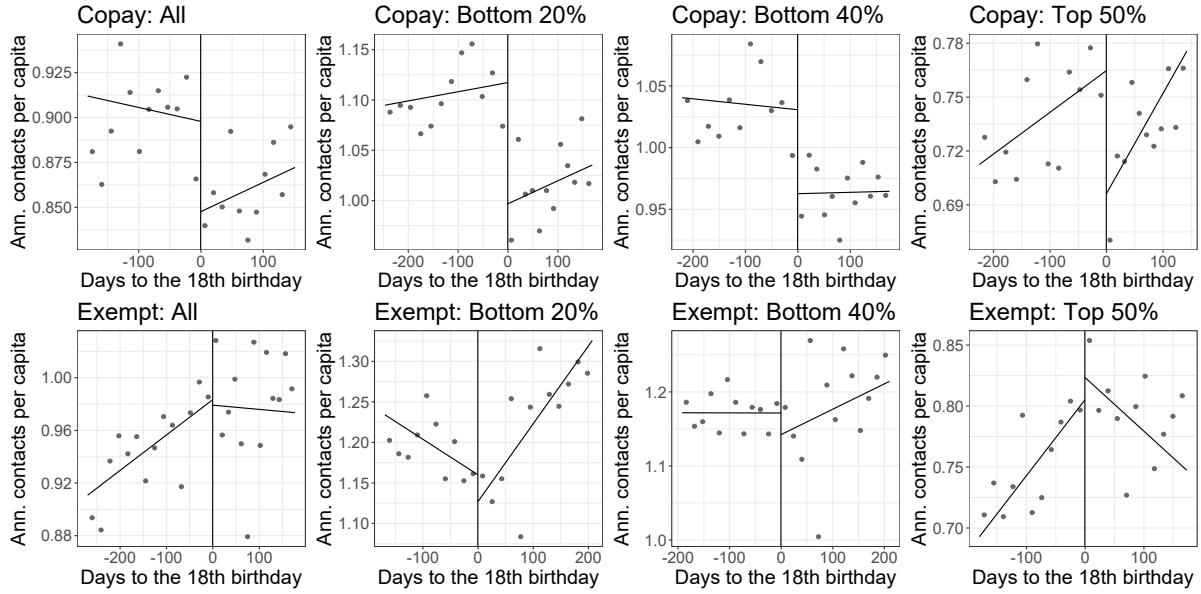 Copay: All
Copay: Bottom 20%
Copay: Bottom 40%
Copay: Top 50%
Ann. contacts per capita
0.925
0.900
0.875
0.850
-100
0
100
Days to the 18th birthday
Ann. contacts per capita
1.15
1.10
1.05
1.00
-200
-100
0
100
Days to the 18th birthday
Ann. contacts per capita
1.05
1.00
0.95
-200
-100
0
100
Days to the 18th birthday
Ann. contacts per capita
0.78
0.75
0.72
0.69
-200
-100
0
100
Days to the 18th birthday
Exempt: All
Exempt: Bottom 20%
Exempt: Bottom 40%
Exempt: Top 50%
Ann. contacts per capita
1.00
0.96
0.92
0.88
-200
-100
0
100
Days to the 18th birthday
Ann. contacts per capita
1.30
1.25
1.20
1.15
1.10
-100
0
100
200
Days to the 18th birthday
Ann. contacts per capita
1.2
1.1
1.0
-200
-100
0
100
200
Days to the 18th birthday
Ann. contacts per capita
0.85
0.80
0.75
0.70
-100
0
100
Days to the 18th birthday